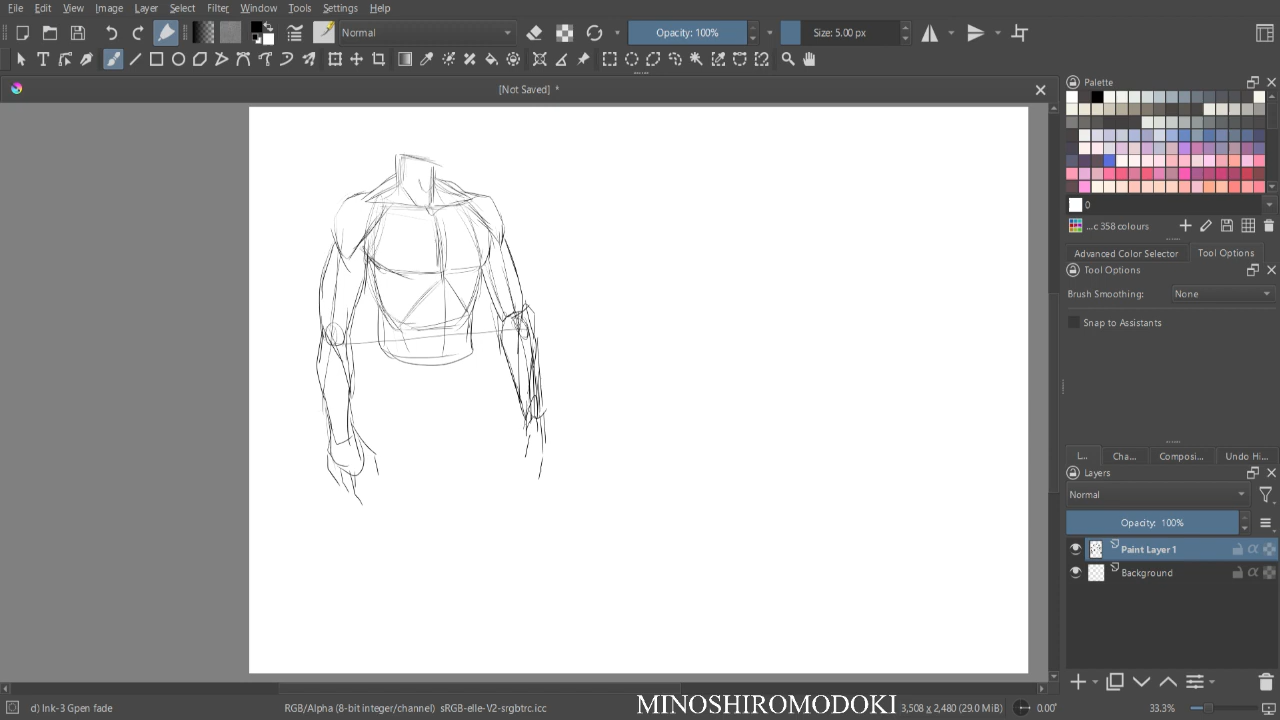 File Edit View Image Layer Select Filter Tools Settings Window Help
Normal Opacity: 100% Size: 5.00 px
[Not Saved] *
Palette
0
...c 358 colours
Advanced Color Selector Tool Options
Tool Options
Brush Smoothing: None
Snap to Assistants
L... Cha... Composi... Undo Hi...
Layers
Normal
Opacity: 100%
Paint Layer 1
Background
MINOSHIROMODOKI
d) Ink-3 Gpen fade RGB/Alpha (8-bit integer/channel) sRGB-elle-V2-srgbtrc.icc 3,508 x 2,480 (29.0 MiB) 0.00° 33.3%